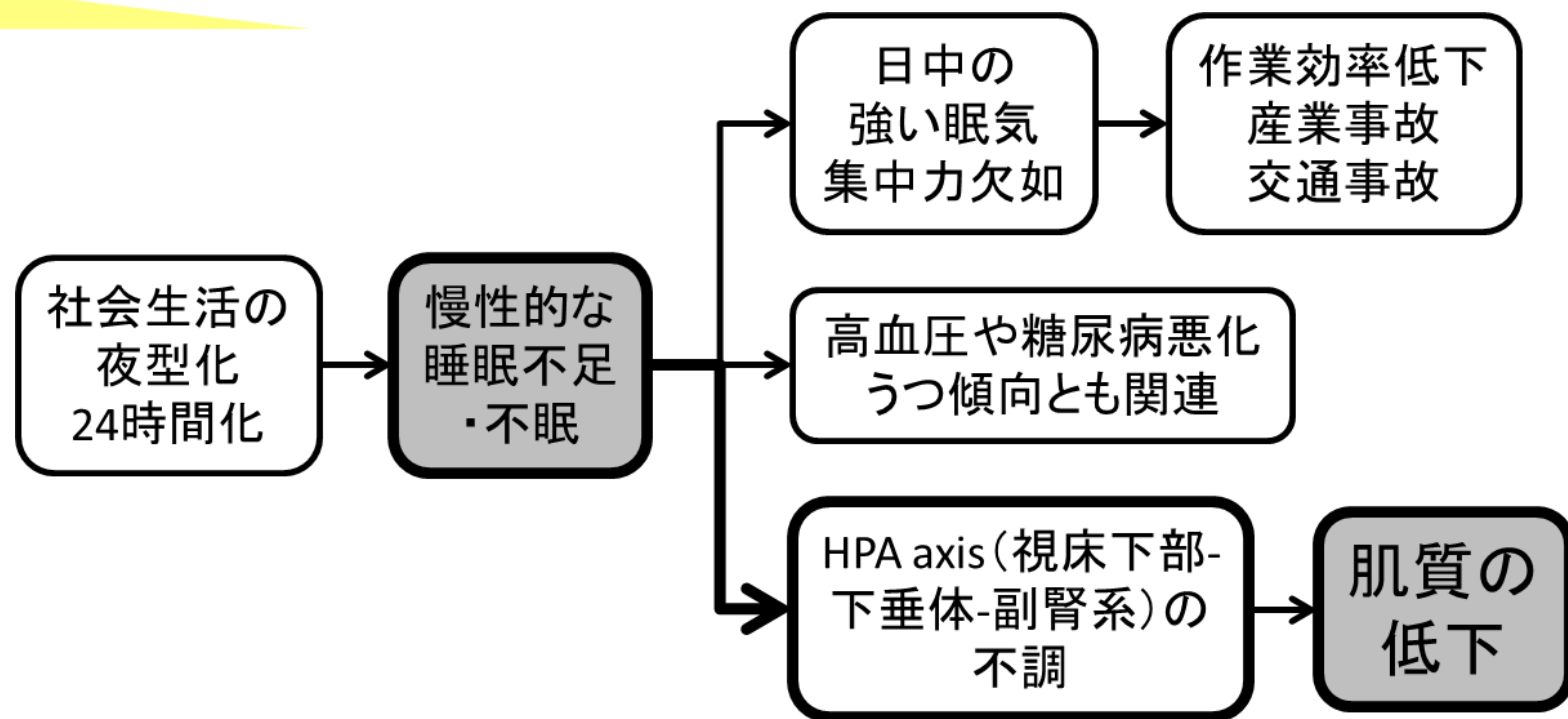 社会生活の
夜型化
24時間化
慢性的な
睡眠不足
・不眠
日中の
強い眠気
集中力欠如
作業効率低下
産業事故
交通事故
高血圧や糖尿病悪化
うつ傾向とも関連
HPA axis（視床下部-
下垂体-副腎系）の
不調
肌質の
低下